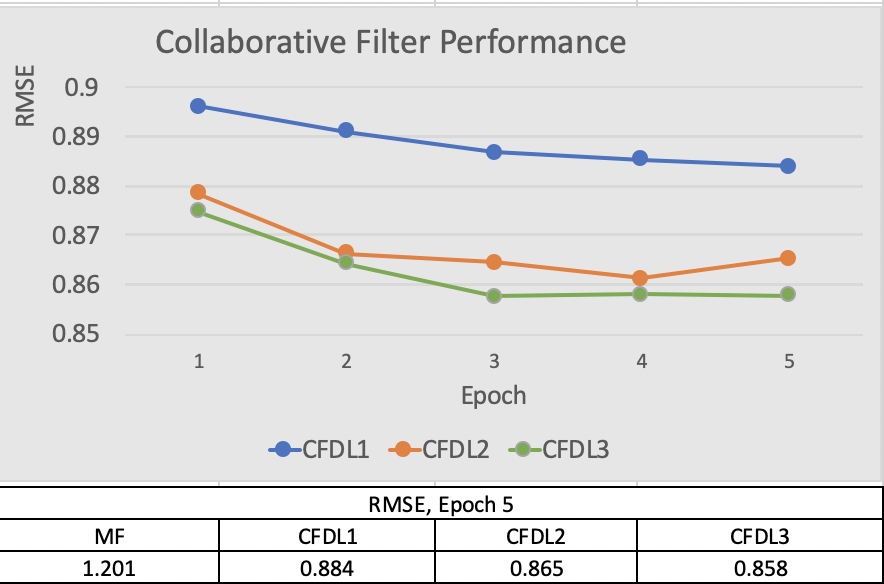 Collaborative Filter Performance
RMSE
0.9
0.89
0.88
0.87
0.86
0.85
1 2 3 4 5
Epoch
CFDL1 CFDL2 CFDL3
RMSE, Epoch 5
MF CFDL1 CFDL2 CFDL3
1.201 0.884 0.865 0.858